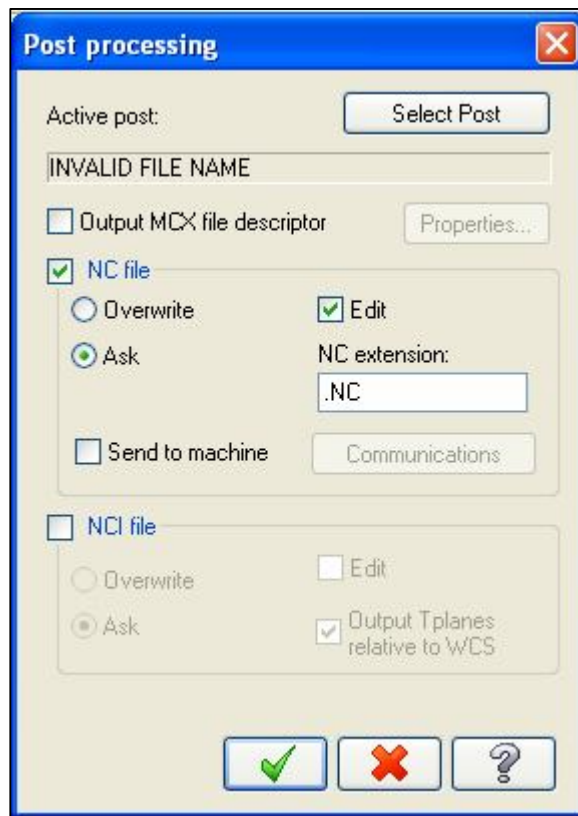 Post processing
Active post:
Select Post
INVALID FILE NAME
Output MCX file descriptor
Properties...
NC file
Overwrite
Edit
Ask
NC extension:
.NC
Send to machine
Communications
NCI file
Overwrite
Edit
Ask
Output Tplanes
relative to WCS